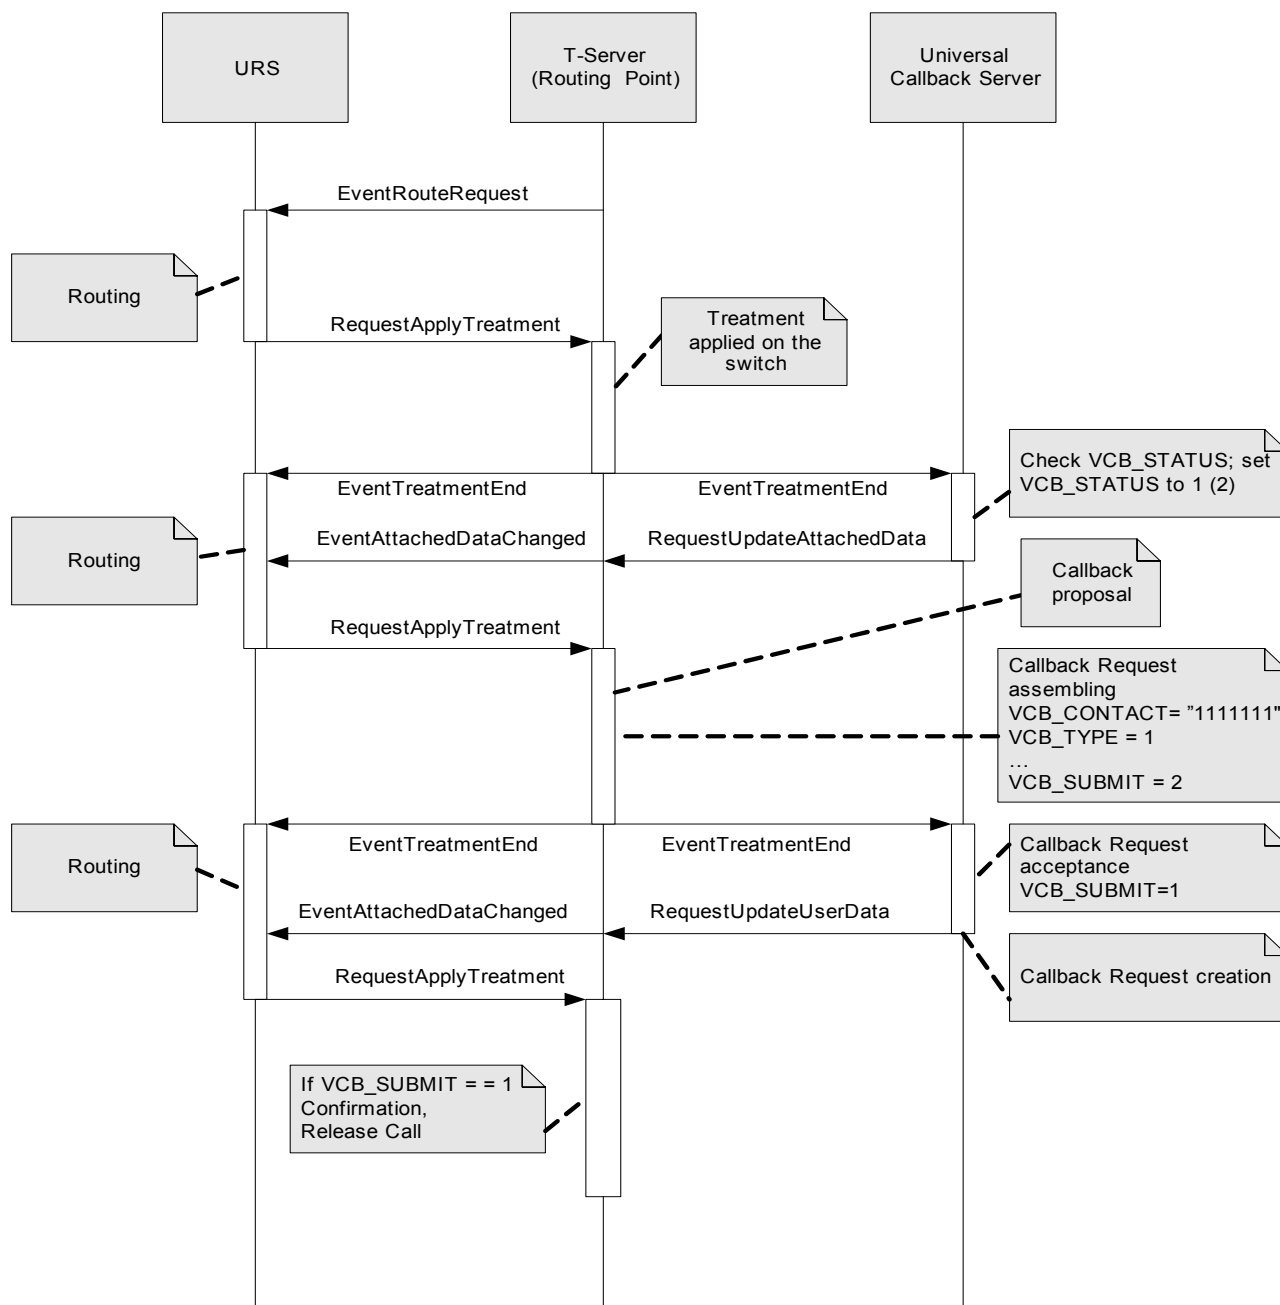 URS
T-Server
(Routing Point)
Universal
Callback Server
EventRouteRequest
Routing
RequestApplyTreatment
Treatment
applied on the
switch
EventTreatmentEnd
EventTreatmentEnd
Check VCB_STATUS; set
VCB_STATUS to 1 (2)
Routing
EventAttachedDataChanged
RequestUpdateAttachedData
Callback
proposal
RequestApplyTreatment
Callback Request
assembling
VCB_CONTACT= ”1111111"
VCB_TYPE = 1
…
VCB_SUBMIT = 2
Routing
EventTreatmentEnd
EventTreatmentEnd
Callback Request
acceptance
VCB_SUBMIT=1
EventAttachedDataChanged
RequestUpdateUserData
RequestApplyTreatment
Callback Request creation
If VCB_SUBMIT = = 1
Confirmation,
Release Call